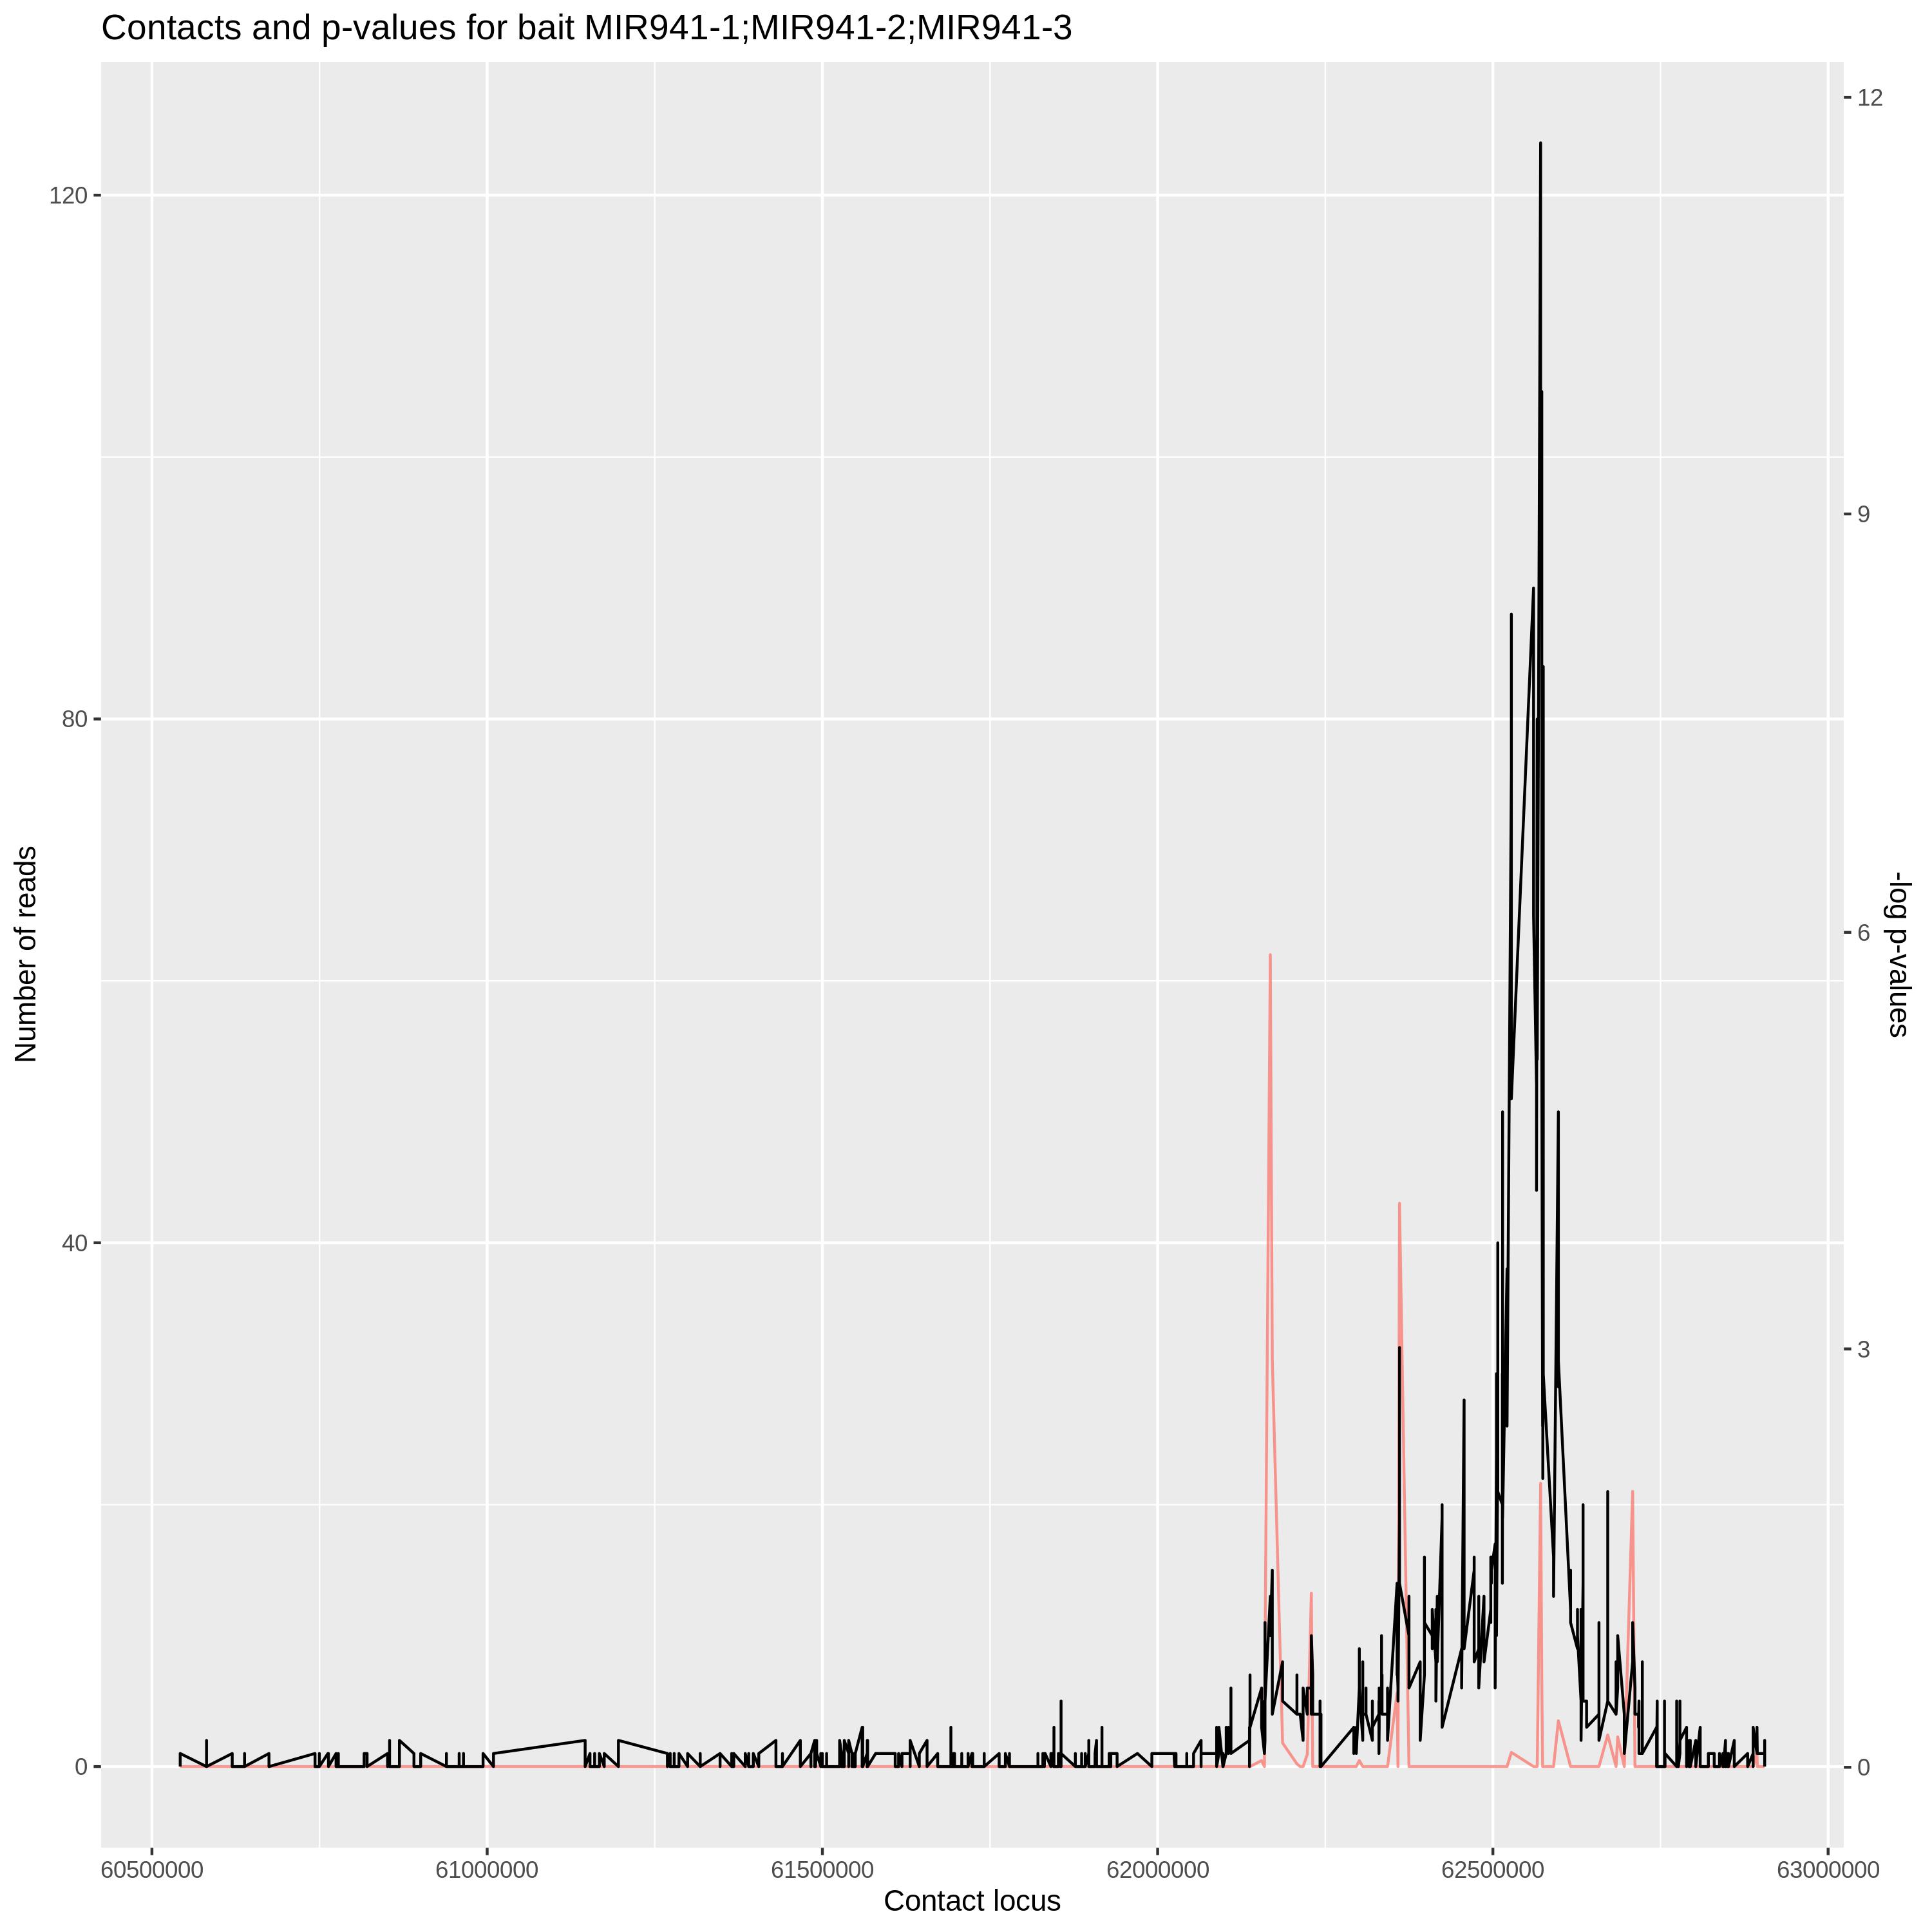 Contacts and p-values for bait MIR941-1;MIR941-2;MIR941-3
12
120
9
80
Number of reads
6
-log p-values
40
3
0
0
60500000 61000000 61500000 62000000 62500000 63000000
Contact locus